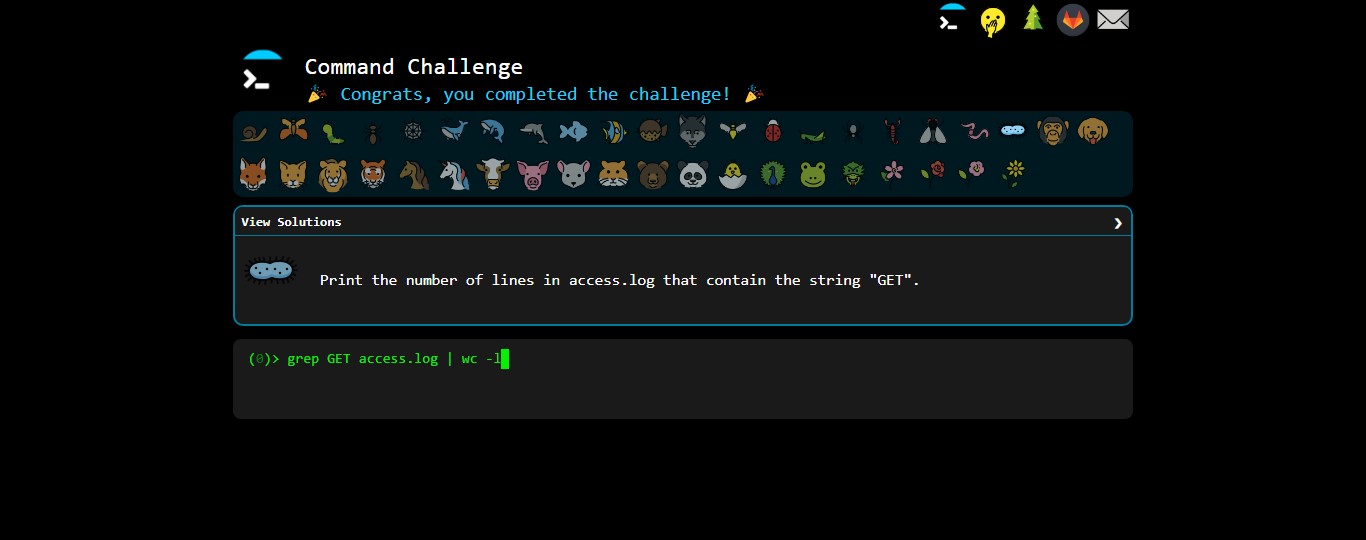 Command Challenge
🎉 Congrats, you completed the challenge! 🎉
View Solutions
Print the number of lines in access.log that contain the string "GET".
(0)> grep GET access.log | wc -l